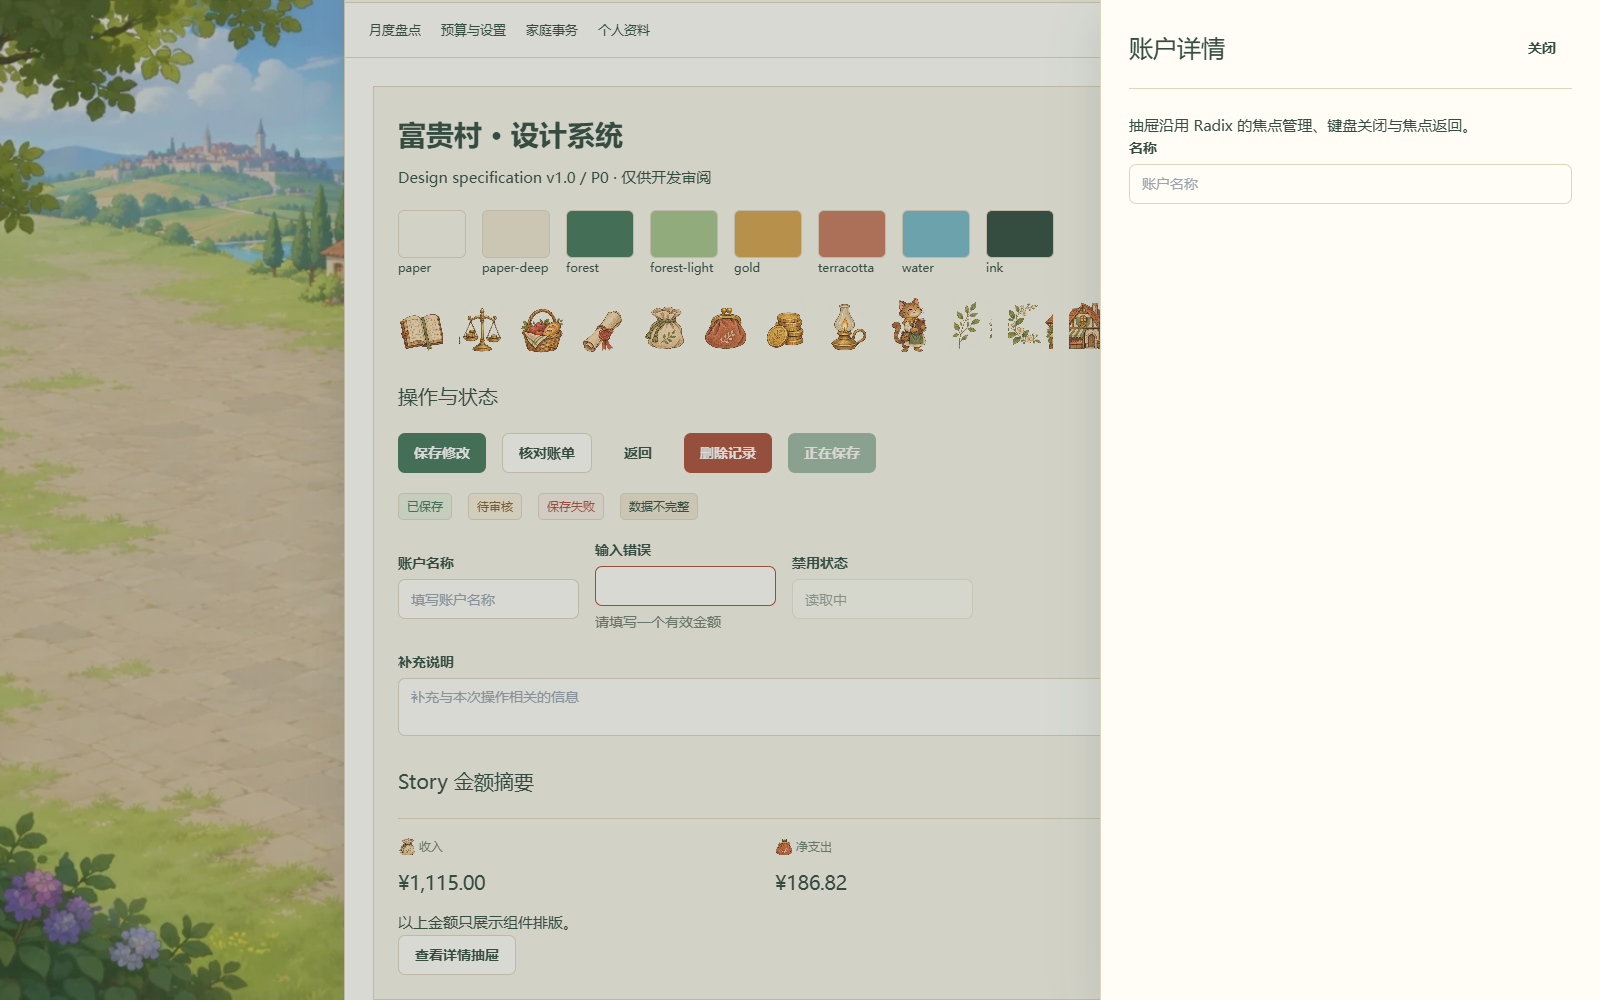 月度盘点 预算与设置 家庭事务 个人资料
富贵村・设计系统
Design specification v1.0 / P0 · 仅供开发审阅
paper paper-deep forest forest-light gold terracotta water ink
操作与状态
保存修改 核对账单 返回 删除记录 正在保存
已保存 待审核 保存失败 数据不完整
账户名称 输入错误 禁用状态
填写账户名称 读取中
请填写一个有效金额
补充说明
补充与本次操作相关的信息
Story 金额摘要
收入 净支出
¥1,115.00 ¥186.82
以上金额只展示组件排版。
查看详情抽屉
账户详情 关闭
抽屉沿用 Radix 的焦点管理、键盘关闭与焦点返回。
名称
账户名称